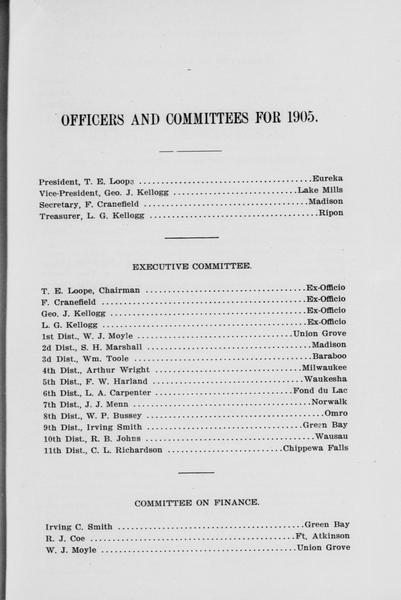 OFFICERS AND COMMITTEES FOR 1905.
President, T. E. Loope ........................................ Eureka
Vice-President, Geo. J. Kellogg ............................ Lake Mills
Secretary, F. Cranefield ...................................... Madison
Treasurer, L. G. Kellogg ...................................... Ripon
EXECUTIVE COMMITTEE.
T. E. Loope, Chairman ..................................... Ex-Officio
F. Cranefield .................................................. Ex-Officio
Geo. J. Kellogg ............................................... Ex-Officio
L. G. Kellogg .................................................. Ex-Officio
1st Dist., W. J. Moyle ..................................... Union Grove
2d Dist., S. H. Marshall ...................................... Madison
3d Dist., Wm. Toole .......................................... Baraboo
4th Dist., Arthur Wright .................................. Milwaukee
5th Dist., F. W. Harland .................................. Waukesha
6th Dist., L. A. Carpenter ................................ Fond du Lac
7th Dist., J. J. Menn .......................................... Norwalk
8th Dist., W. P. Bussey ........................................ Omro
9th Dist., Irving Smith .................................... Green Bay
10th Dist., R. B. Johns ........................................ Wausau
11th Dist., C. L. Richardson ............................ Chippewa Falls
COMMITTEE ON FINANCE.
Irving C. Smith ............................................ Green Bay
R. J. Coe .................................................... Ft. Atkinson
W. J. Moyle ................................................ Union Grove